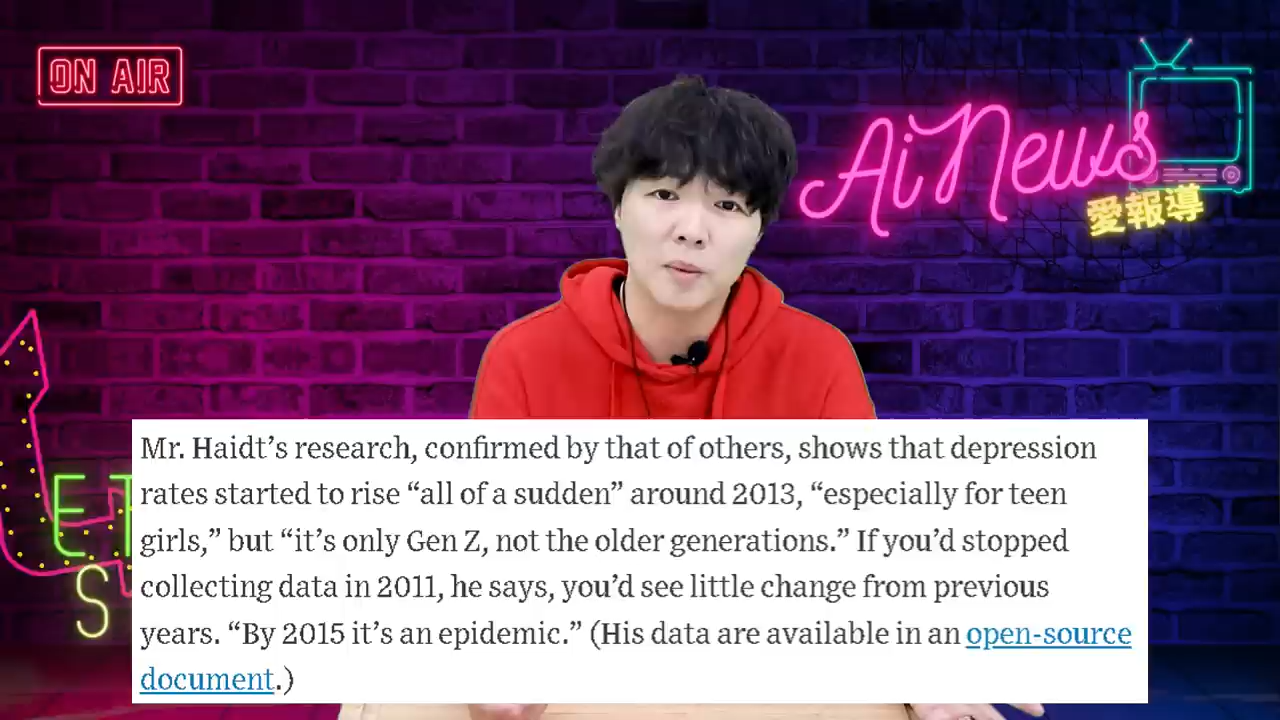 ON AIR
Ai News
愛報導
Mr. Haidt’s research, confirmed by that of others, shows that depression
rates started to rise “all of a sudden” around 2013, “especially for teen
girls,” but “it’s only Gen Z, not the older generations.” If you’d stopped
collecting data in 2011, he says, you’d see little change from previous
years. “By 2015 it’s an epidemic.” (His data are available in an open-source
document.)